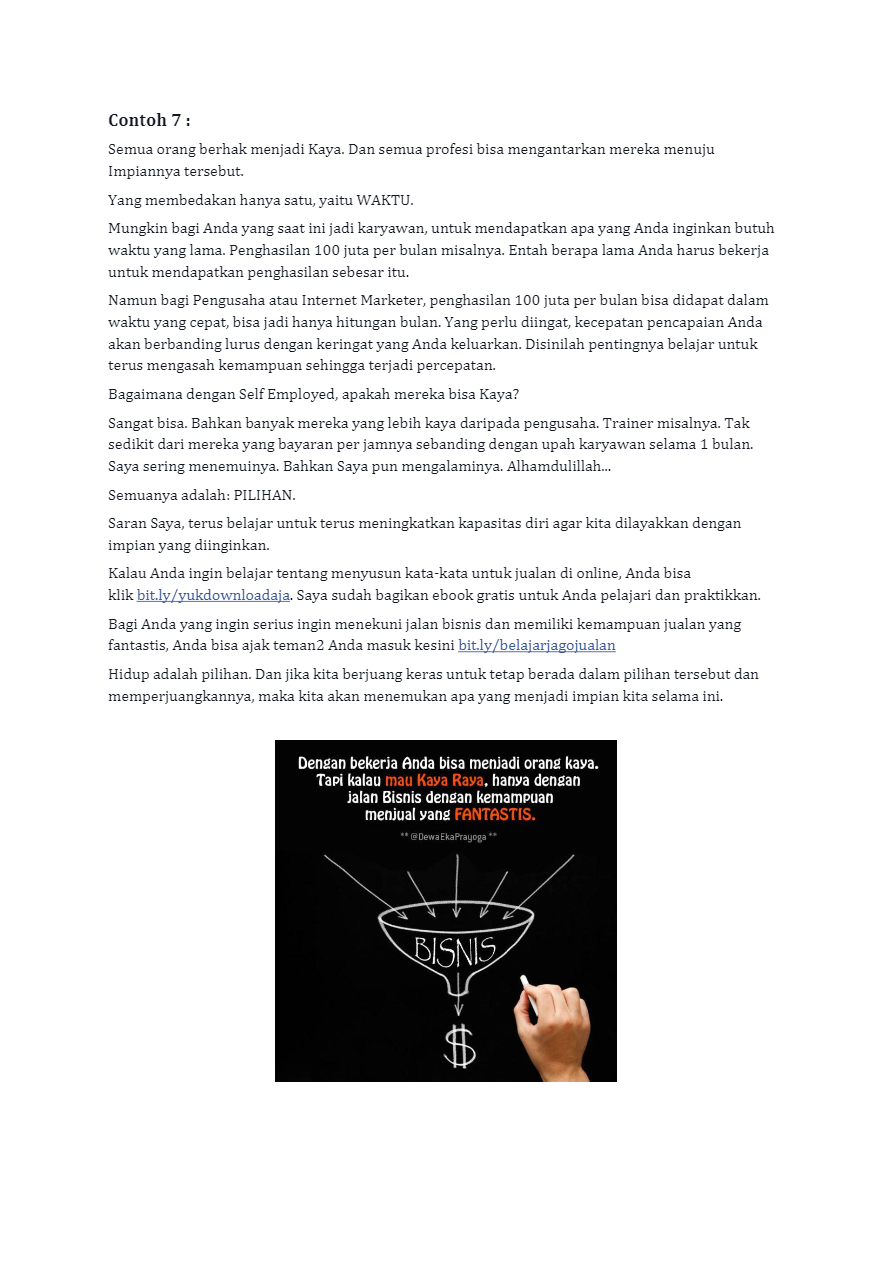 Contoh 7 :
Semua orang berhak menjadi Kaya. Dan semua profesi bisa mengantarkan mereka menuju
Impiannya tersebut.
Yang membedakan hanya satu, yaitu WAKTU.
Mungkin bagi Anda yang saat ini jadi karyawan, untuk mendapatkan apa yang Anda inginkan butuh
waktu yang lama. Penghasilan 100 juta per bulan misalnya. Entah berapa lama Anda harus bekerja
untuk mendapatkan penghasilan sebesar itu.
Namun bagi Pengusaha atau Internet Marketer, penghasilan 100 juta per bulan bisa didapat dalam
waktu yang cepat, bisa jadi hanya hitungan bulan. Yang perlu diingat, kecepatan pencapaian Anda
akan berbanding lurus dengan keringat yang Anda keluarkan. Disinilah pentingnya belajar untuk
terus mengasah kemampuan sehingga terjadi percepatan.
Bagaimana dengan Self Employed, apakah mereka bisa Kaya?
Sangat bisa. Bahkan banyak mereka yang lebih kaya daripada pengusaha. Trainer misalnya. Tak
sedikit dari mereka yang bayaran per jamnya sebanding dengan upah karyawan selama 1 bulan.
Saya sering menemuinya. Bahkan Saya pun mengalaminya. Alhamdulillah...
Semuanya adalah: PILIHAN.
Saran Saya, terus belajar untuk terus meningkatkan kapasitas diri agar kita dilayakkan dengan
impian yang diinginkan.
Kalau Anda ingin belajar tentang menyusun kata-kata untuk jualan di online, Anda bisa
klik bit.ly/yukdownloadaja. Saya sudah bagikan ebook gratis untuk Anda pelajari dan praktikkan.
Bagi Anda yang ingin serius ingin menekuni jalan bisnis dan memiliki kemampuan jualan yang
fantastis, Anda bisa ajak teman2 Anda masuk kesini bit.ly/belajarjagojualan
Hidup adalah pilihan. Dan jika kita berjuang keras untuk tetap berada dalam pilihan tersebut dan
memperjuangkannya, maka kita akan menemukan apa yang menjadi impian kita selama ini.
Dengan bekerja Anda bisa menjadi orang kaya.
Tapi kalau mau Kaya Raya, hanya dengan
jalan Bisnis dengan kemampuan
menjual yang FANTASTIS.
** @DewaEkaPrayoga **
BISNIS
$